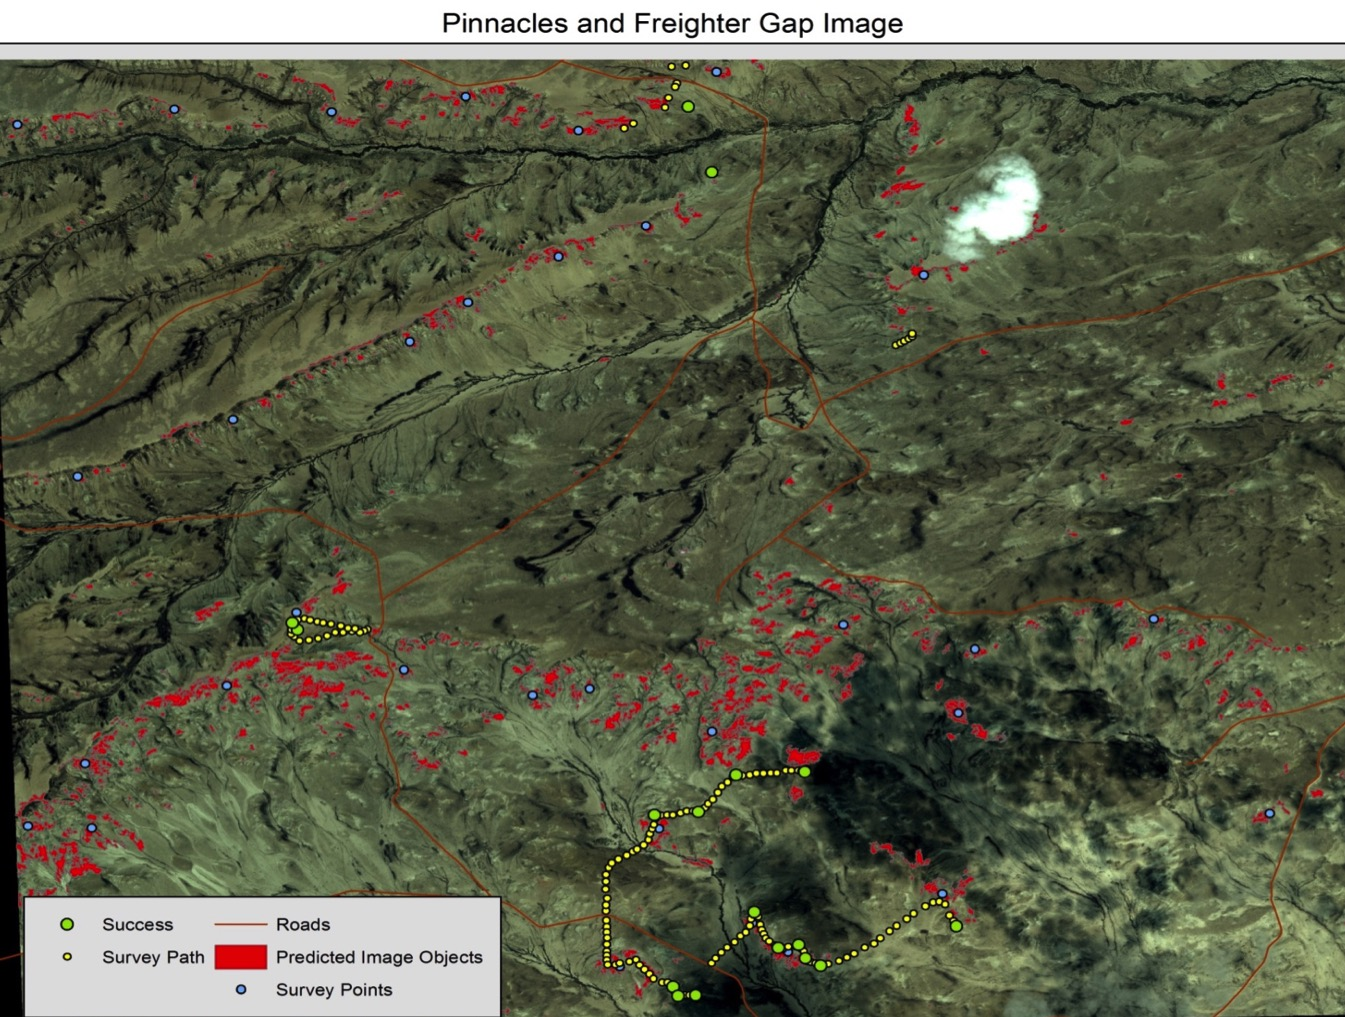 Pinnacles and Freighter Gap Image
Success
Roads
Survey Path
Predicted Image Objects
Survey Points